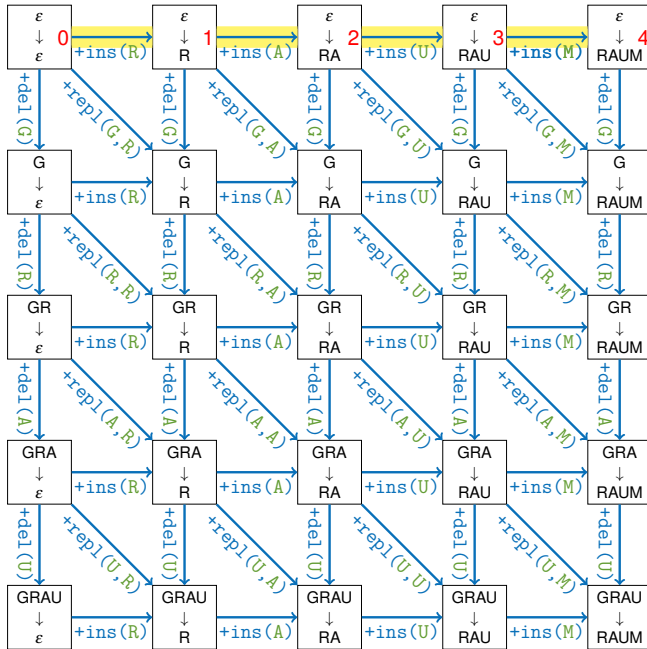 ε ε ε ε ε
↓ 0 ↓ 1 ↓ 2 ↓ 3 ↓ 4
ε +ins(R) R +ins(A) RA +ins(U) RAU +ins(M) RAUM
+del(G) +repl(G,R) +del(G) +repl(G,A) +del(G) +repl(G,U) +del(G) +repl(G,M) +del(G)
G G G G G
↓ +ins(R) ↓ +ins(A) ↓ +ins(U) ↓ +ins(M) ↓
ε R RA RAU RAUM
+del(R) +repl(R,R) +del(R) +repl(R,A) +del(R) +repl(R,U) +del(R) +repl(R,M) +del(R)
GR GR GR GR GR
↓ +ins(R) ↓ +ins(A) ↓ +ins(U) ↓ +ins(M) ↓
ε R RA RAU RAUM
+del(A) +repl(A,R) +del(A) +repl(A,A) +del(A) +repl(A,U) +del(A) +repl(A,M) +del(A)
GRA GRA GRA GRA GRA
↓ +ins(R) ↓ +ins(A) ↓ +ins(U) ↓ +ins(M) ↓
ε R RA RAU RAUM
+del(U) +repl(U,R) +del(U) +repl(U,A) +del(U) +repl(U,U) +del(U) +repl(U,M) +del(U)
GRAU GRAU GRAU GRAU GRAU
↓ +ins(R) ↓ +ins(A) ↓ +ins(U) ↓ +ins(M) ↓
ε R RA RAU RAUM